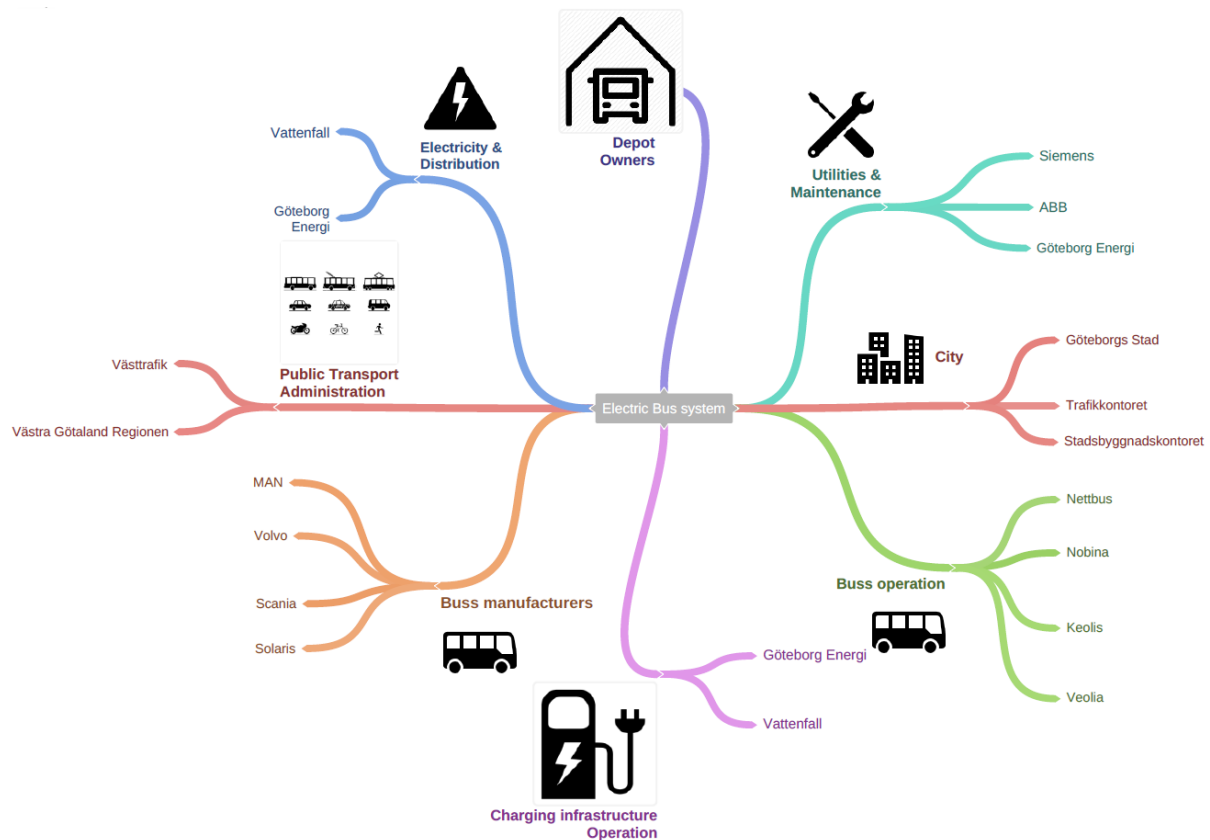 Depot
Owners
Electricity &
Distribution
Vattenfall
Göteborg
Energi
Utilities &
Maintenance
Siemens
ABB
Göteborg Energi
Public Transport
Administration
Västtrafik
Västra Götaland Regionen
Electric Bus system
City
Göteborgs Stad
Trafikkontoret
Stadsbyggnadskontoret
MAN
Volvo
Scania
Solaris
Buss manufacturers
Buss operation
Nettbus
Nobina
Keolis
Veolia
Göteborg Energi
Vattenfall
Charging infrastructure
Operation